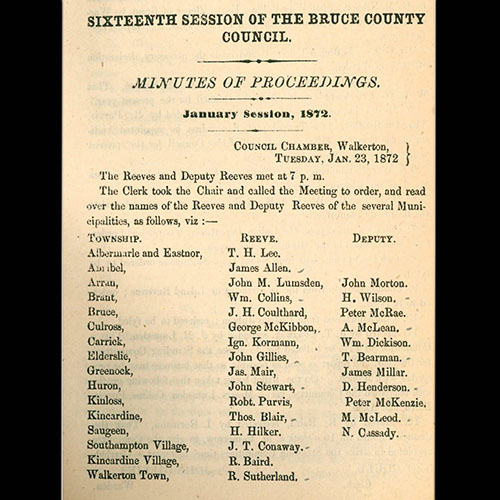 SIXTEENTH SESSION OF THE BRUCE COUNTY
COUNCIL.
MINUTES OF PROCEEDINGS.
January Session, 1872.
COUNCIL CHAMBER, Walkerton,
TUESDAY, JAN. 23, 1872
The Reeves and Deputy Reeves met at 7 p. m.
The Clerk took the Chair and called the Meeting to order, and read
over the names of the Reeves and Deputy Reeves of the several Muni-
cipalities, as follows, viz :—
TOWNSHIP. REEVE. DEPUTY.
Albermarle and Eastnor, T. H. Lee.
Amabel, James Allen.
Arran, John M. Lumsden, John Morton.
Brant, Wm. Collins, H. Wilson.
Bruce, J. H. Coulthard, Peter McRae.
Culross, George McKibbon, A. McLean.
Carrick, Ign. Kormann, Wm. Dickison.
Elderslie, John Gillies, T. Bearman.
Greenock, Jas. Mair, James Millar.
Huron, John Stewart, D. Henderson.
Kinloss, Robt. Purvis, Peter McKenzie,
Kincardine, Thos. Blair, M. McLeod.
Saugeen, H. Hilker. N. Cassady.
Southampton Village, J. T. Conaway.
Kincardine Village, R. Baird.
Walkerton Town, R. Sutherland.